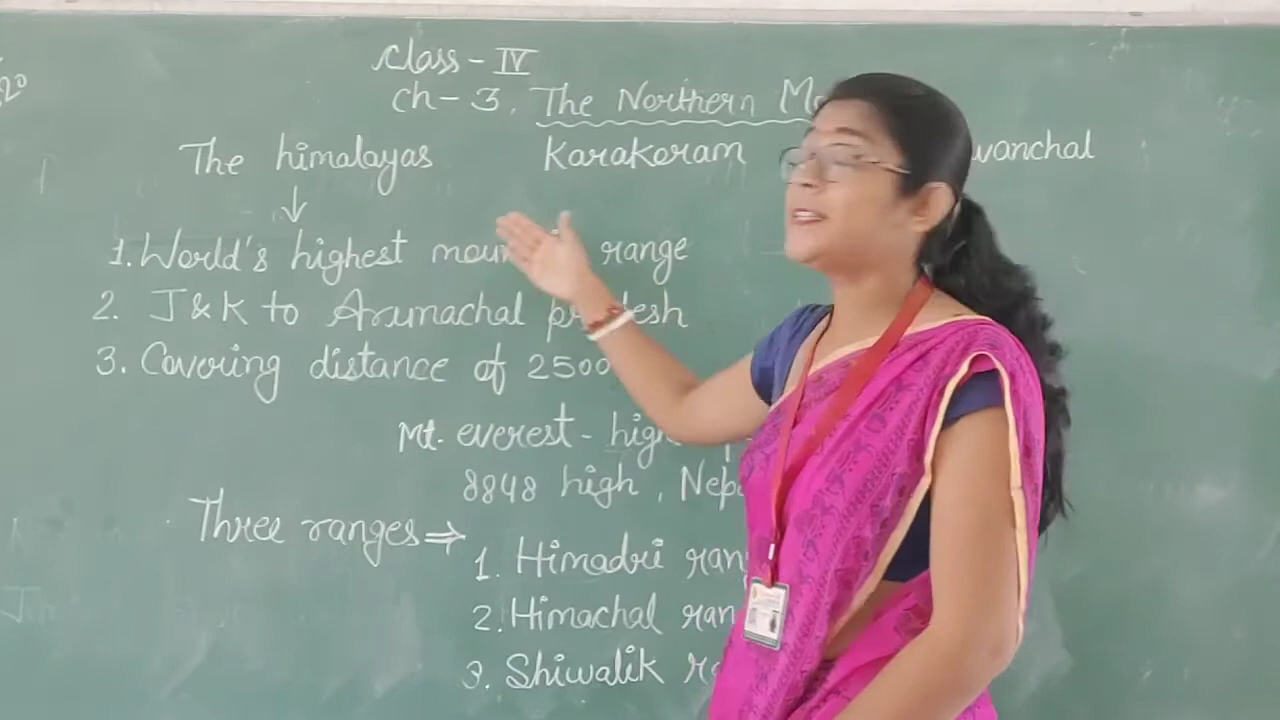 Class - IV
Ch - 3. The Northern
The himalayas Karakoram
↓
1. World's highest range
2. J&K to Arunachal
3. Covering distance of 2500
Mt. everest -
8848 high,
Three ranges ⇒
1. Himadri
2. Himachal
3. Shiwalik